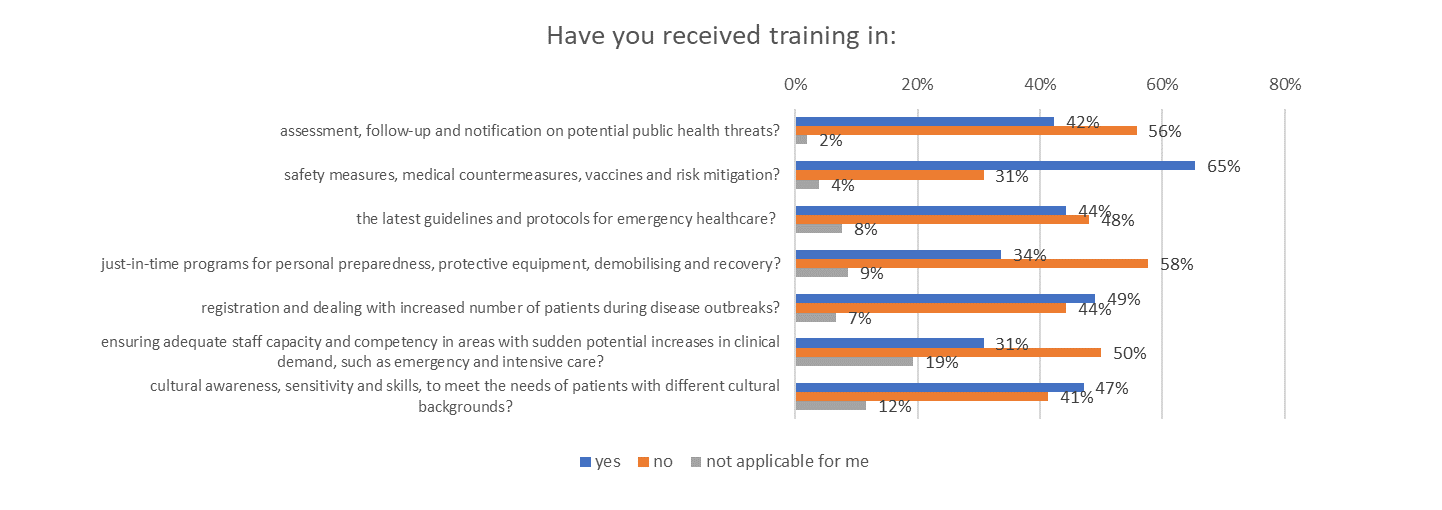 Have you received training in:
0% 20% 40% 60% 80%
assessment, follow-up and notification on potential public health threats?
42%
56%
2%
safety measures, medical countermeasures, vaccines and risk mitigation?
65%
31%
4%
the latest guidelines and protocols for emergency healthcare?
44%
48%
8%
just-in-time programs for personal preparedness, protective equipment, demobilising and recovery?
34%
58%
9%
registration and dealing with increased number of patients during disease outbreaks?
49%
44%
7%
ensuring adequate staff capacity and competency in areas with sudden potential increases in clinical
demand, such as emergency and intensive care?
31%
50%
19%
cultural awareness, sensitivity and skills, to meet the needs of patients with different cultural
backgrounds?
47%
41%
12%
yes no not applicable for me